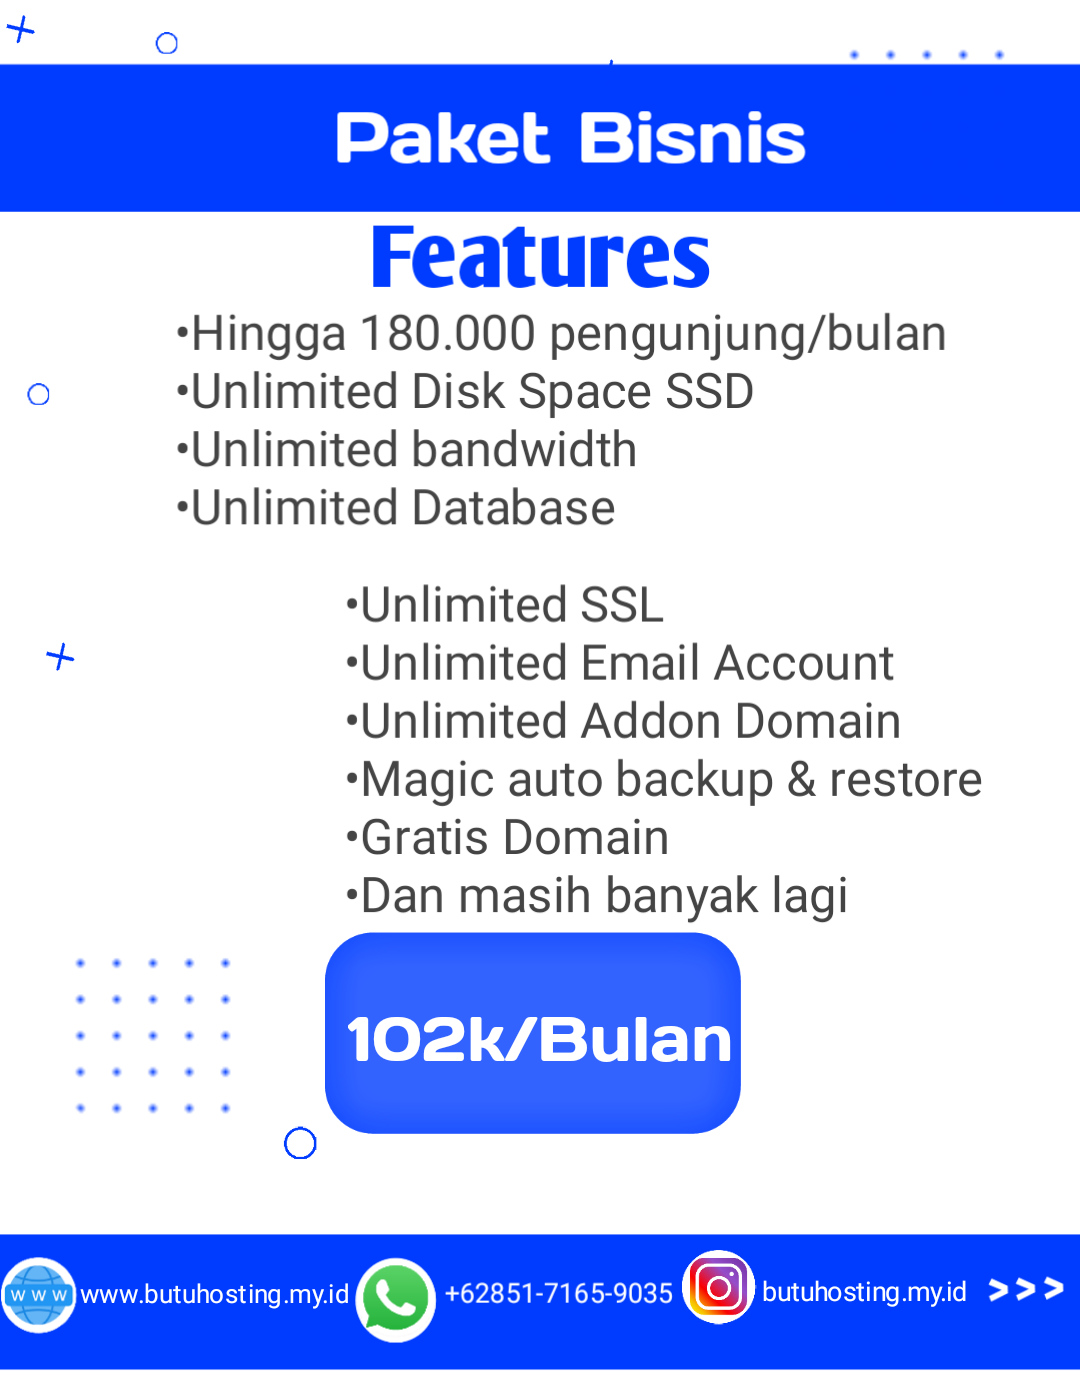 Paket Bisnis
Features
•Hingga 180.000 pengunjung/bulan
•Unlimited Disk Space SSD
•Unlimited bandwidth
•Unlimited Database
•Unlimited SSL
•Unlimited Email Account
•Unlimited Addon Domain
•Magic auto backup & restore
•Gratis Domain
•Dan masih banyak lagi
102k/Bulan
W W W www.butuhosting.my.id +62851-7165-9035 butuhosting.my.id >>>